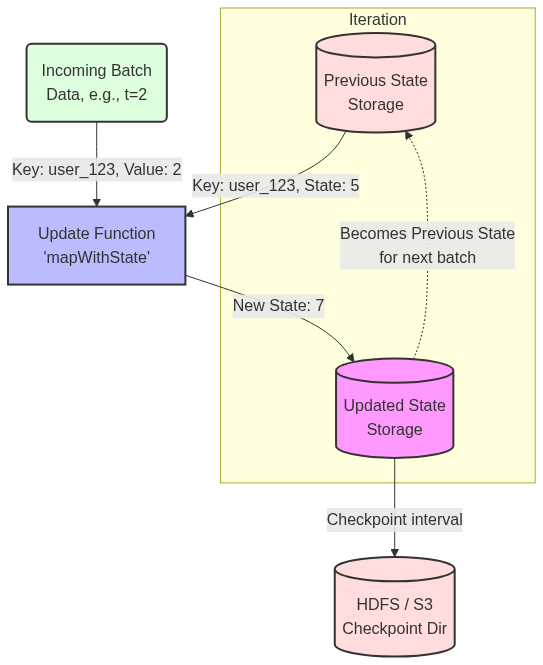 Iteration
Incoming Batch
Data, e.g., t=2
Previous State
Storage
Key: user_123, Value: 2
Key: user_123, State: 5
Update Function
'mapWithState'
Becomes Previous State
for next batch
New State: 7
Updated State
Storage
Checkpoint interval
HDFS / S3
Checkpoint Dir